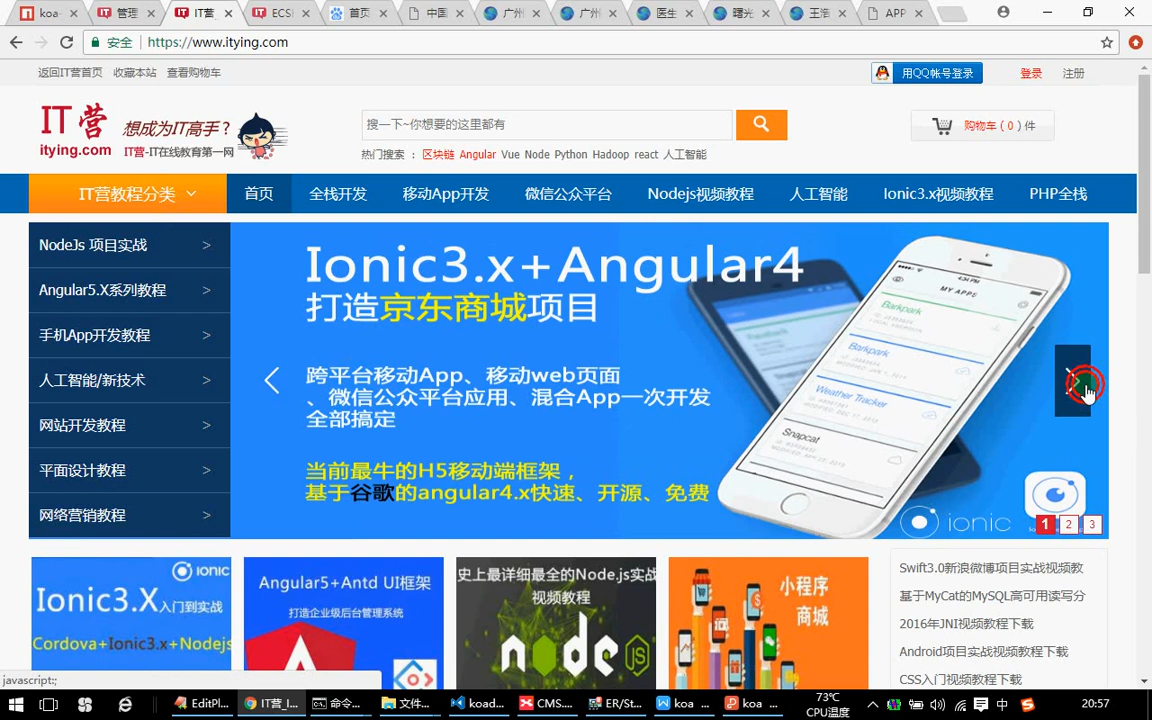 koa-
管理
IT营
ECSI
首页
中国
广州
广州
医生
曙光
王浩
APP
安全 https://www.itying.com
返回IT营首页 收藏本站 查看购物车
用QQ帐号登录 登录 注册
IT 营
itying.com
想成为IT高手？
IT营-IT在线教育第一网
搜一下~你想要的这里都有
购物车 ( 0 ) 件
热门搜索 ： 区块链 Angular Vue Node Python Hadoop react 人工智能
IT营教程分类 首页 全栈开发 移动App开发 微信公众平台 Nodejs视频教程 人工智能 Ionic3.x视频教程 PHP全栈
NodeJs 项目实战 >
Angular5.X系列教程 >
手机App开发教程 >
人工智能/新技术 >
网站开发教程 >
平面设计教程 >
网络营销教程 >
Ionic3.x+Angular4
打造京东商城项目
跨平台移动App、移动web页面
、微信公众平台应用、混合App一次开发
全部搞定
当前最牛的H5移动端框架，
基于谷歌的angular4.x快速、开源、免费
4:34 PM
MY APPS
Barkpark
Barkpark
Weather Tracker
Snapcat
ionic
1 2 3
ionic
Ionic3.X入门到实战
Cordova+Ionic3.x+Nodejs
Angular5+Antd UI框架
打造企业级后台管理系统
史上最详细最全的Node.js实战
视频教程
node
JS
小程序
商城
Swift3.0新浪微博项目实战视频教
基于MyCat的MySQL高可用读写分
2016年JNI视频教程下载
Android项目实战视频教程下载
CSS入门视频教程下载
javascript:;
EditPl...
IT营_I...
命令...
文件...
koad...
CMS...
ER/St...
koa ...
koa ...
73℃
CPU温度
中
20:57